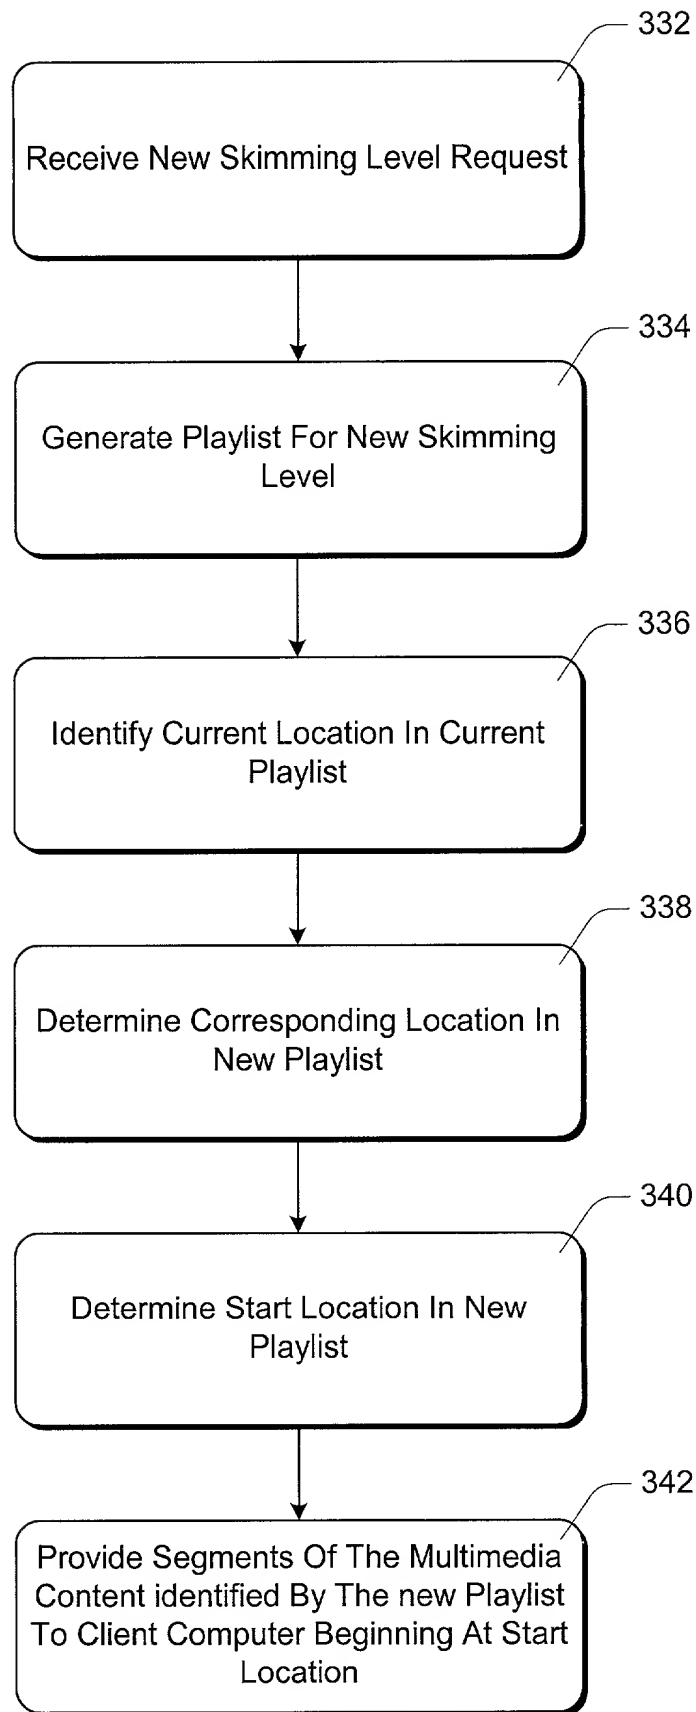 332
Receive New Skimming Level Request
334
Generate Playlist For New Skimming
Level
336
Identify Current Location In Current
Playlist
338
Determine Corresponding Location In
New Playlist
340
Determine Start Location In New
Playlist
342
Provide Segments Of The Multimedia
Content identified By The new Playlist
To Client Computer Beginning At Start
Location